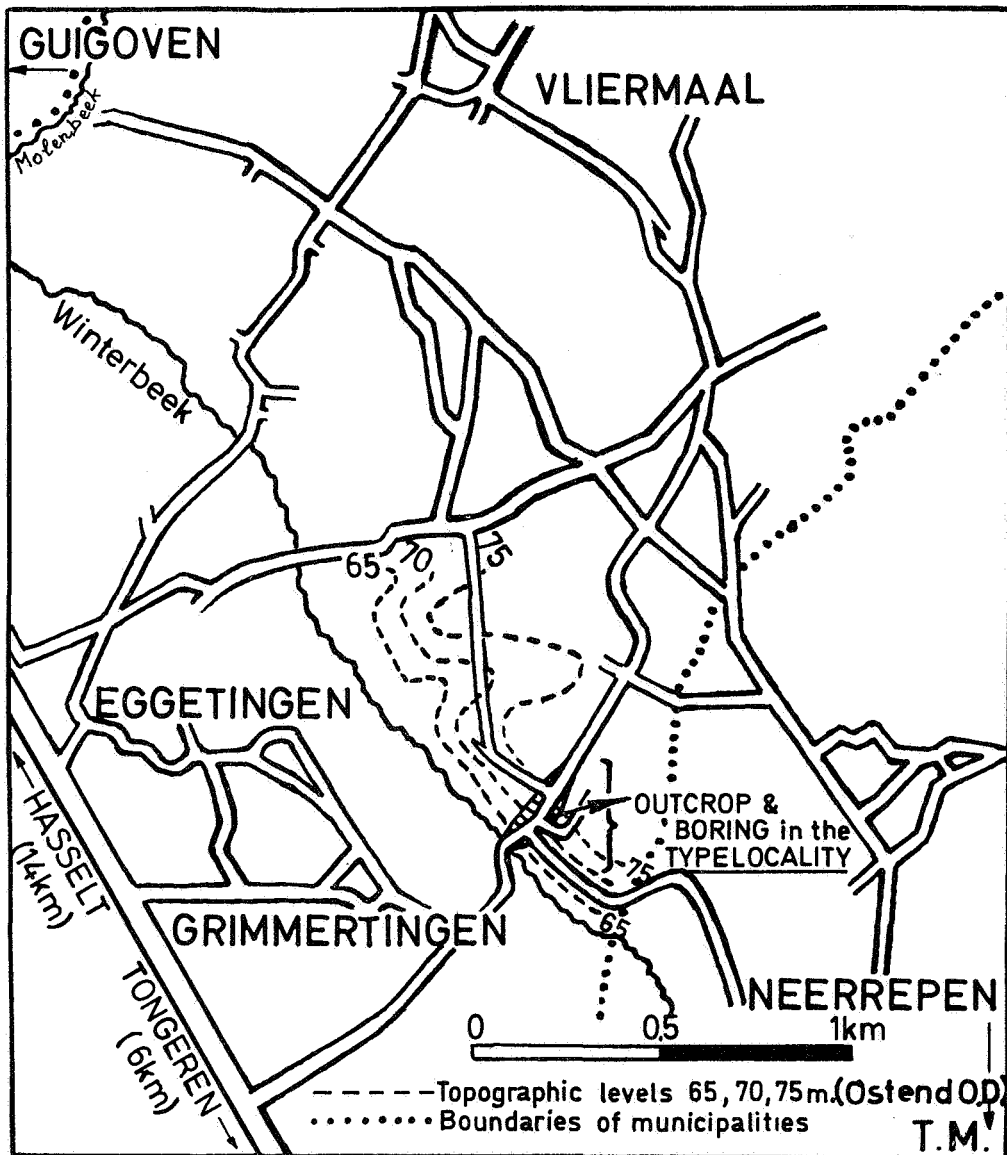 GUIGOVEN
VLIERMAAL
Molenbeek
Winterbeek
65
70
75
EGGETINGEN
OUTCROP &
BORING in the
TYPELOCALITY
75
65
HASSELT
(14km)
GRIMMERTINGEN
TONGEREN
(6km)
NEERREPEN
0
0,5
1km
Topographic levels 65, 70, 75m. (Ostend O.D.)
Boundaries of municipalities
T.M.